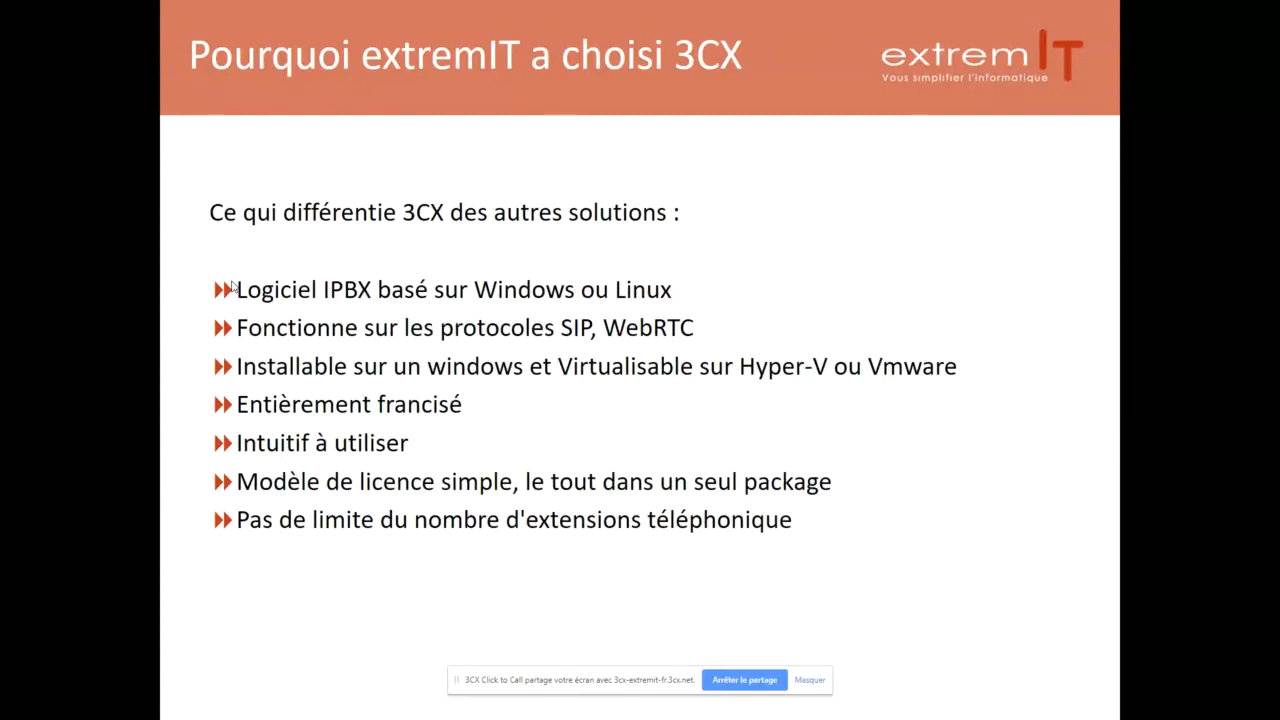 Pourquoi extremIT a choisi 3CX
extremIT
Vous simplifier l'informatique
Ce qui différentie 3CX des autres solutions :
Logiciel IPBX basé sur Windows ou Linux
Fonctionne sur les protocoles SIP, WebRTC
Installable sur un windows et Virtualisable sur Hyper-V ou Vmware
Entièrement francisé
Intuitif à utiliser
Modèle de licence simple, le tout dans un seul package
Pas de limite du nombre d'extensions téléphonique
3CX Click to Call partage votre écran avec 3cx-extremit-fr.3cx.net. Arrêter le partage Masquer